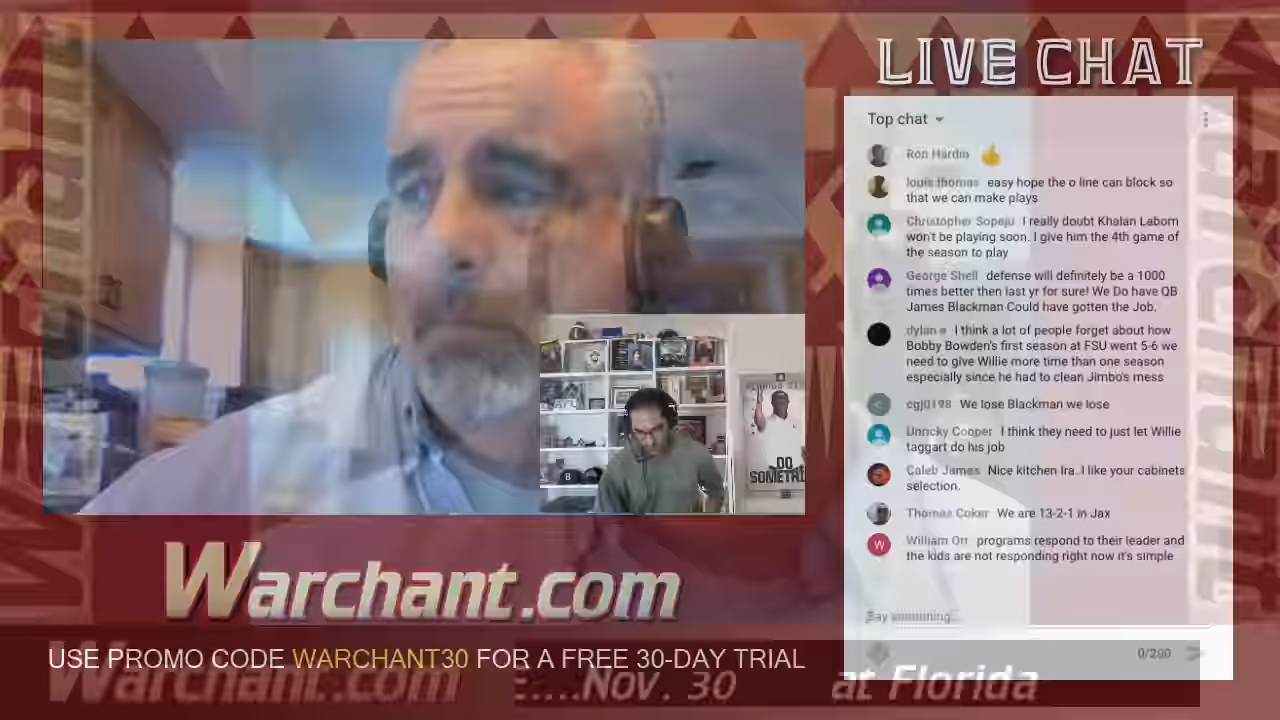 LIVE CHAT
Top chat
Ron Hardin 👍
louis thomas easy hope the o line can block so
that we can make plays
Christopher Sopeju I really doubt Khalan Laborn
won't be playing soon. I give him the 4th game of
the season to play
George Shell defense will definitely be a 1000
times better then last yr for sure! We Do have QB
James Blackman Could have gotten the Job.
dylan e I think a lot of people forget about how
Bobby Bowden's first season at FSU went 5-6 we
need to give Willie more time than one season
especially since he had to clean Jimbo's mess
cgj0198 We lose Blackman we lose
Unricky Cooper I think they need to just let Willie
taggart do his job
Caleb James Nice kitchen Ira..I like your cabinets
selection.
Thomas Coker We are 13-2-1 in Jax
W
William Orr programs respond to their leader and
the kids are not responding right now it's simple
Say something...
0/200
DO
Warchant.com
USE PROMO CODE WARCHANT30 FOR A FREE 30-DAY TRIAL
Warchant.com
Nov. 30
at Florida